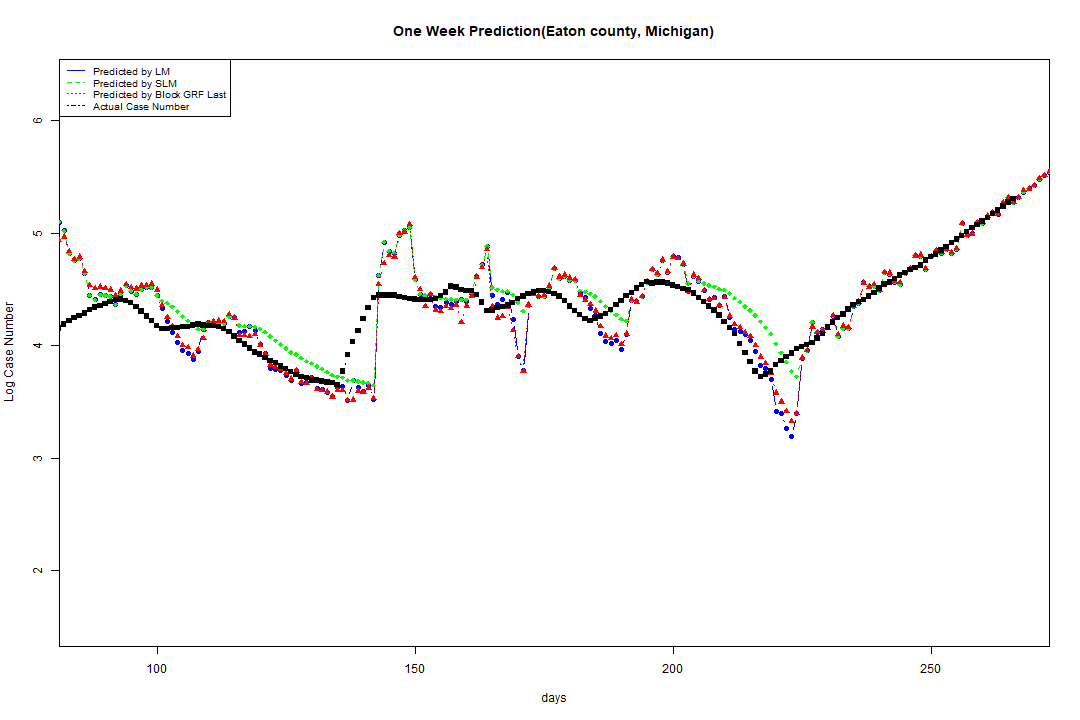 One Week Prediction(Eaton county, Michigan)
Predicted by LM
Predicted by SLM
Predicted by Block GRF Last
Actual Case Number
Log Case Number
6
5
4
3
2
100
150
200
250
days